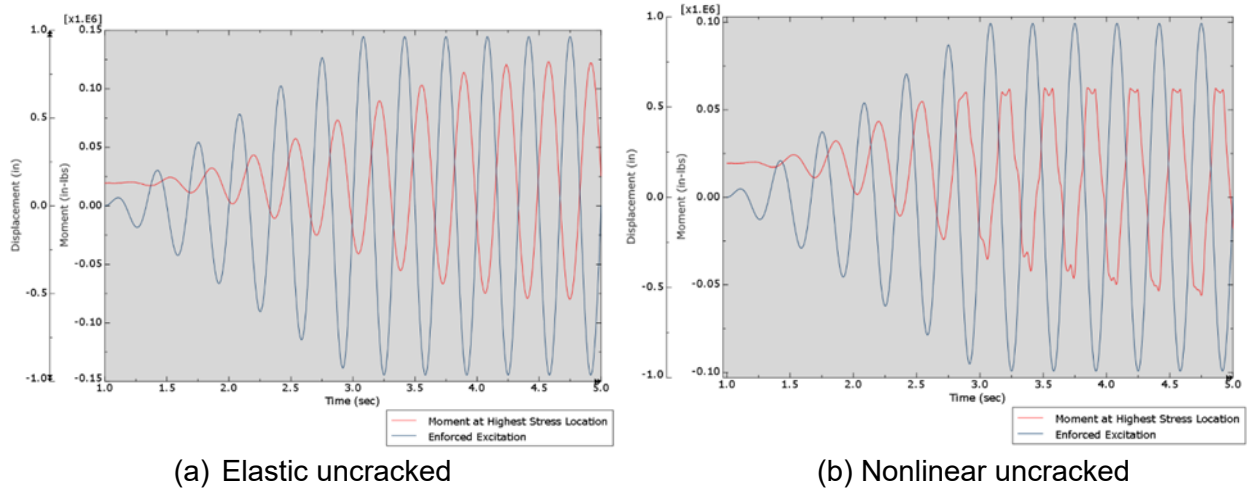 [x1.E6]
1.0
0.5
0.0
-0.5
-1.0
Displacement (in)
0.15
0.10
0.05
0.00
-0.05
-0.10
-0.15
Moment (in-lbs)
1.0 1.5 2.0 2.5 3.0 3.5 4.0 4.5 5.0
Time (sec)
Moment at Highest Stress Location
Enforced Excitation
(a) Elastic uncracked
[x1.E6]
1.0
0.5
0.0
-0.5
-1.0
Displacement (in)
0.10
0.05
0.00
-0.05
-0.10
Moment (in-lbs)
1.0 1.5 2.0 2.5 3.0 3.5 4.0 4.5 5.0
Time (sec)
Moment at Highest Stress Location
Enforced Excitation
(b) Nonlinear uncracked